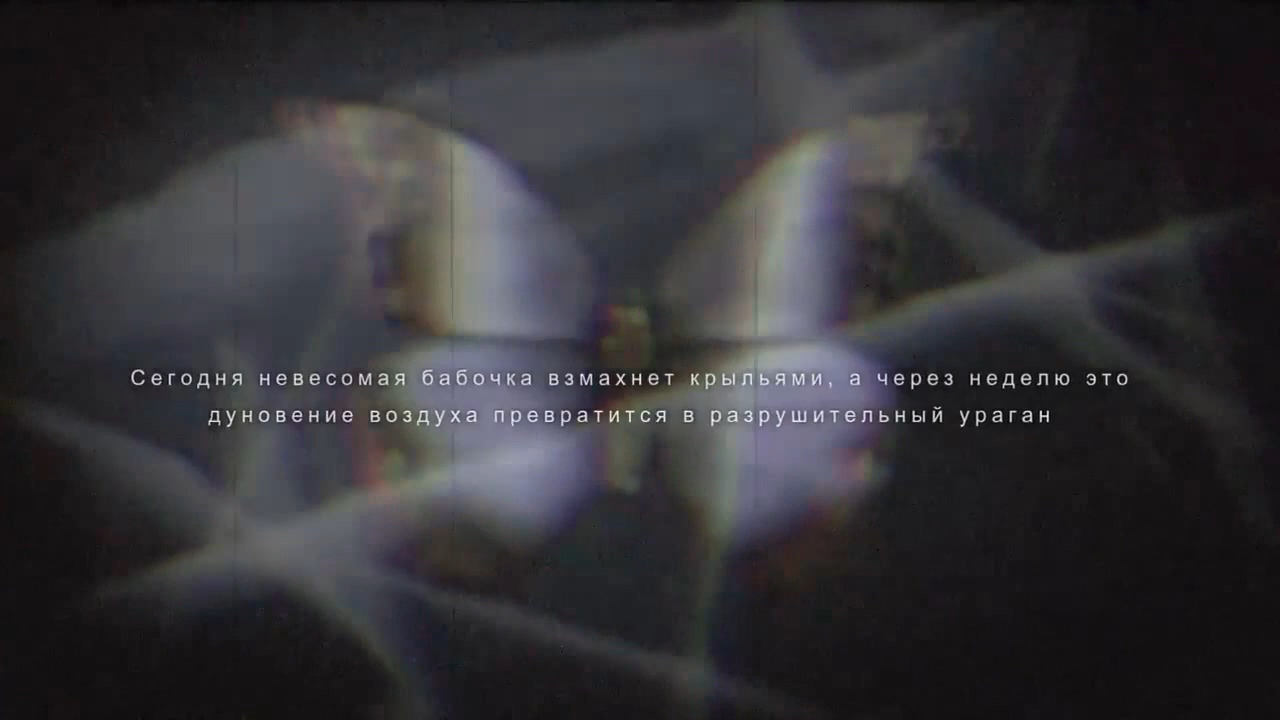 Сегодня невесомая бабочка взмахнет крыльями, а через неделю это
дуновение воздуха превратится в разрушительный ураган